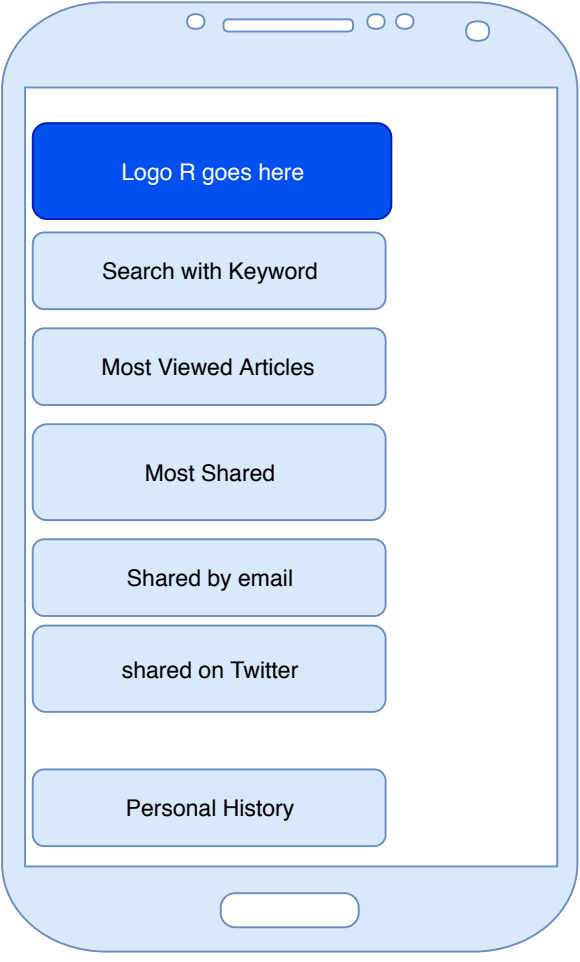 Logo R goes here
Search with Keyword
Most Viewed Articles
Most Shared
Shared by email
shared on Twitter
Personal History